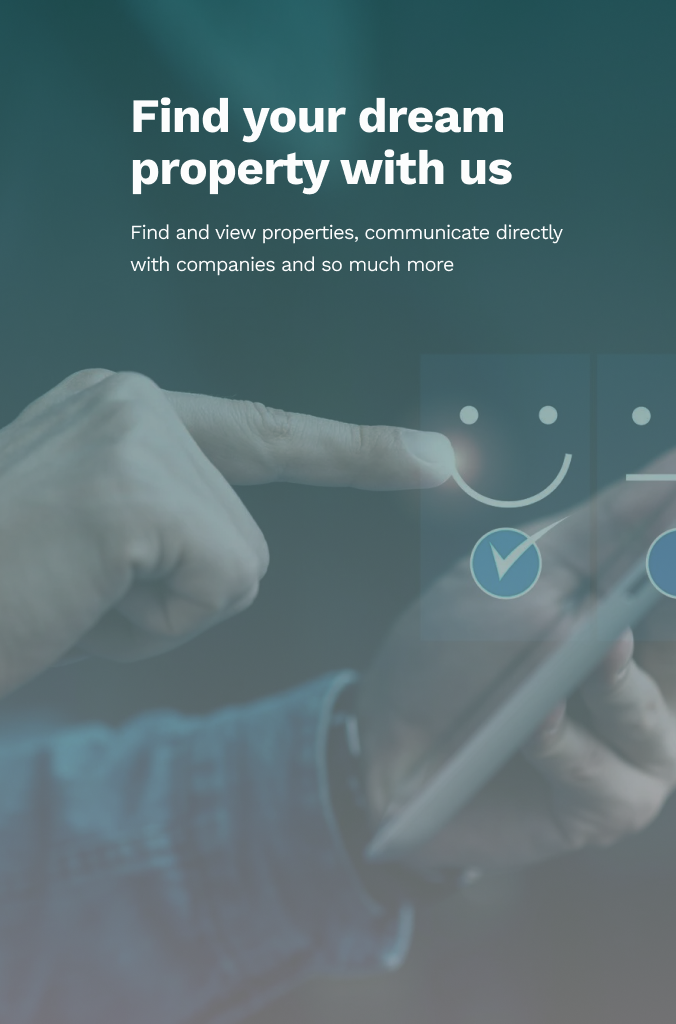 Find your dream
property with us
Find and view properties, communicate directly
with companies and so much more